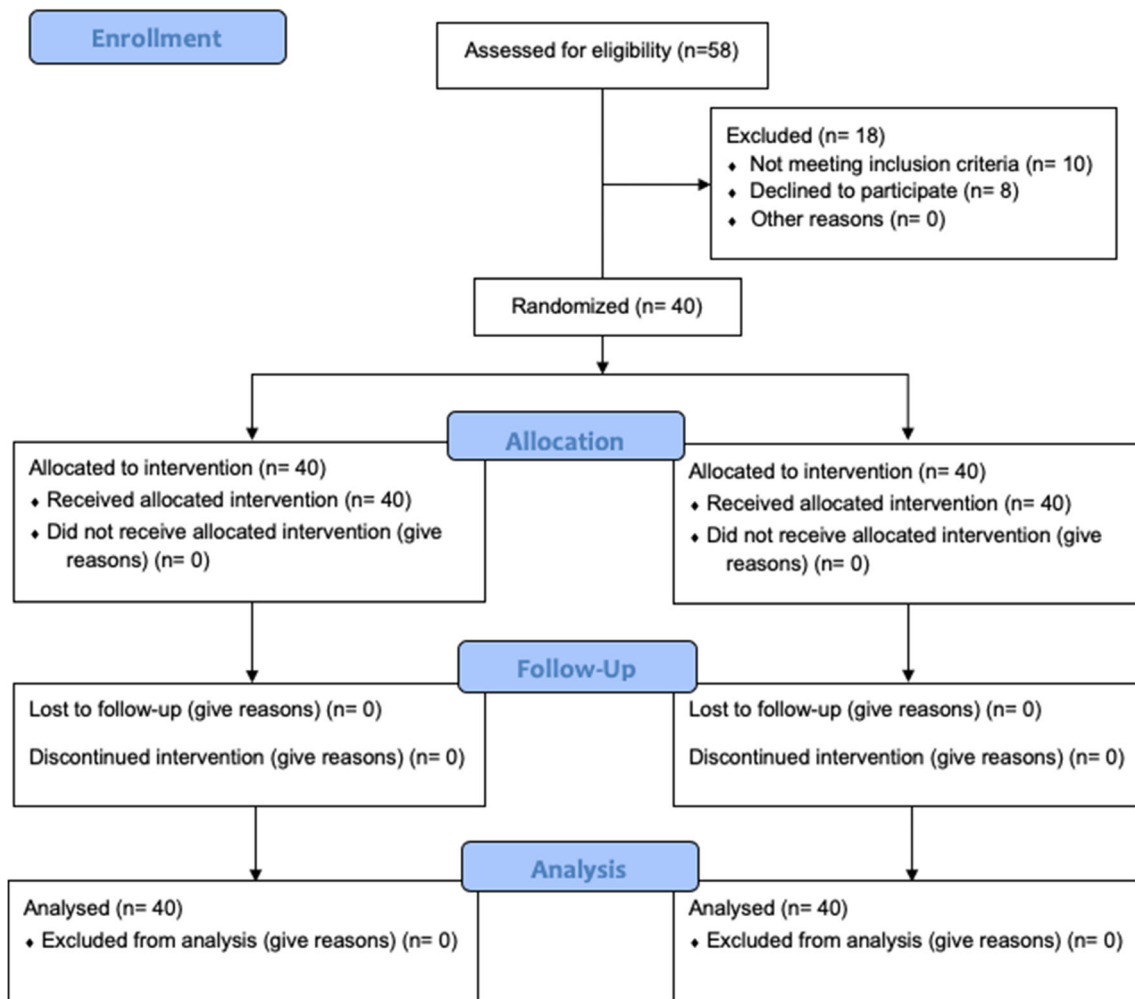 Enrollment
Assessed for eligibility (n=58)
Excluded (n= 18)
⬧ Not meeting inclusion criteria (n= 10)
⬧ Declined to participate (n= 8)
⬧ Other reasons (n= 0)
Randomized (n= 40)
Allocation
Allocated to intervention (n= 40)
⬧ Received allocated intervention (n= 40)
⬧ Did not receive allocated intervention (give
reasons) (n= 0)
Allocated to intervention (n= 40)
⬧ Received allocated intervention (n= 40)
⬧ Did not receive allocated intervention (give
reasons) (n= 0)
Follow-Up
Lost to follow-up (give reasons) (n= 0)
Discontinued intervention (give reasons) (n= 0)
Lost to follow-up (give reasons) (n= 0)
Discontinued intervention (give reasons) (n= 0)
Analysis
Analysed (n= 40)
⬧ Excluded from analysis (give reasons) (n= 0)
Analysed (n= 40)
⬧ Excluded from analysis (give reasons) (n= 0)